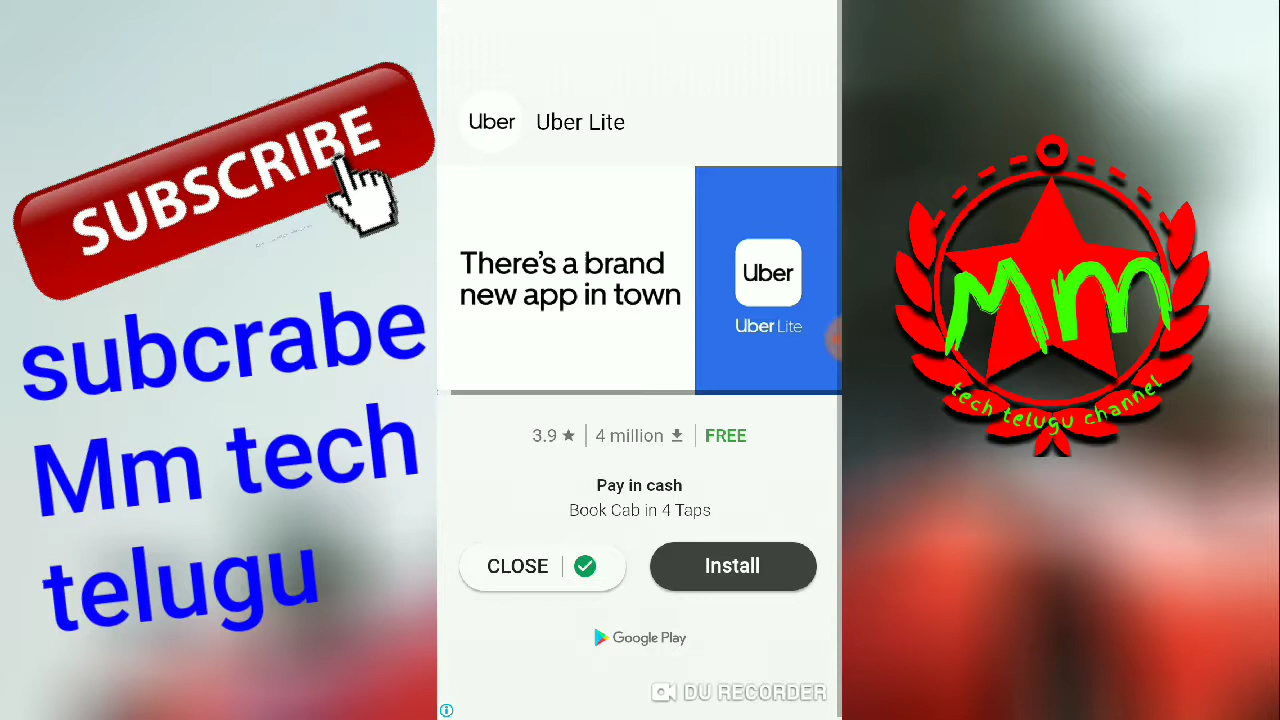 SUBSCRIBE
subcrabe
Mm tech
telugu
Uber Uber Lite
There's a brand
new app in town
Uber
Uber Lite
3.9 ★ | 4 million | FREE
Pay in cash
Book Cab in 4 Taps
CLOSE
Install
Google Play
DU RECORDER
Mm
tech telugu channel